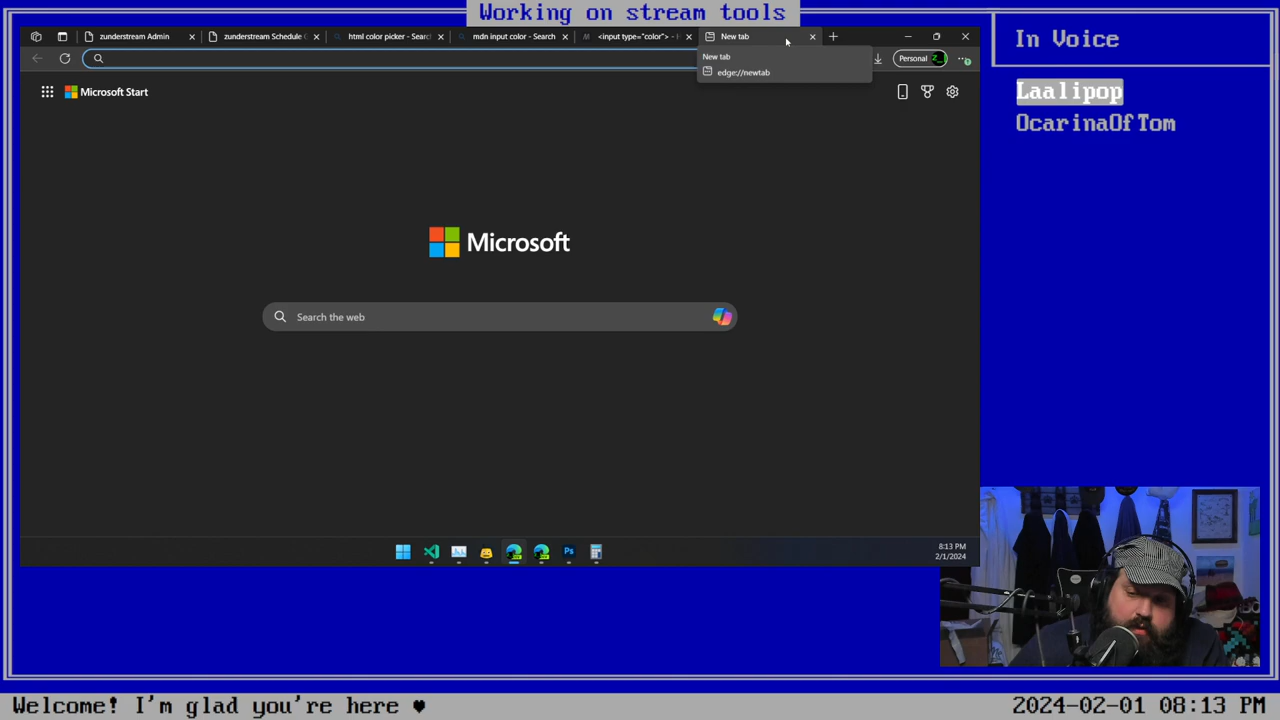 Working on stream tools
zunderstream Admin
zunderstream Schedule
html color picker - Search
mdn input color - Search
<input type="color"> - H
New tab
New tab
edge://newtab
Personal
Microsoft Start
Microsoft
Search the web
Ps
8:13 PM
2/1/2024
In Voice
Laalipop
OcarinaOfTom
Welcome! I'm glad you're here ♥
2024-02-01 08:13 PM